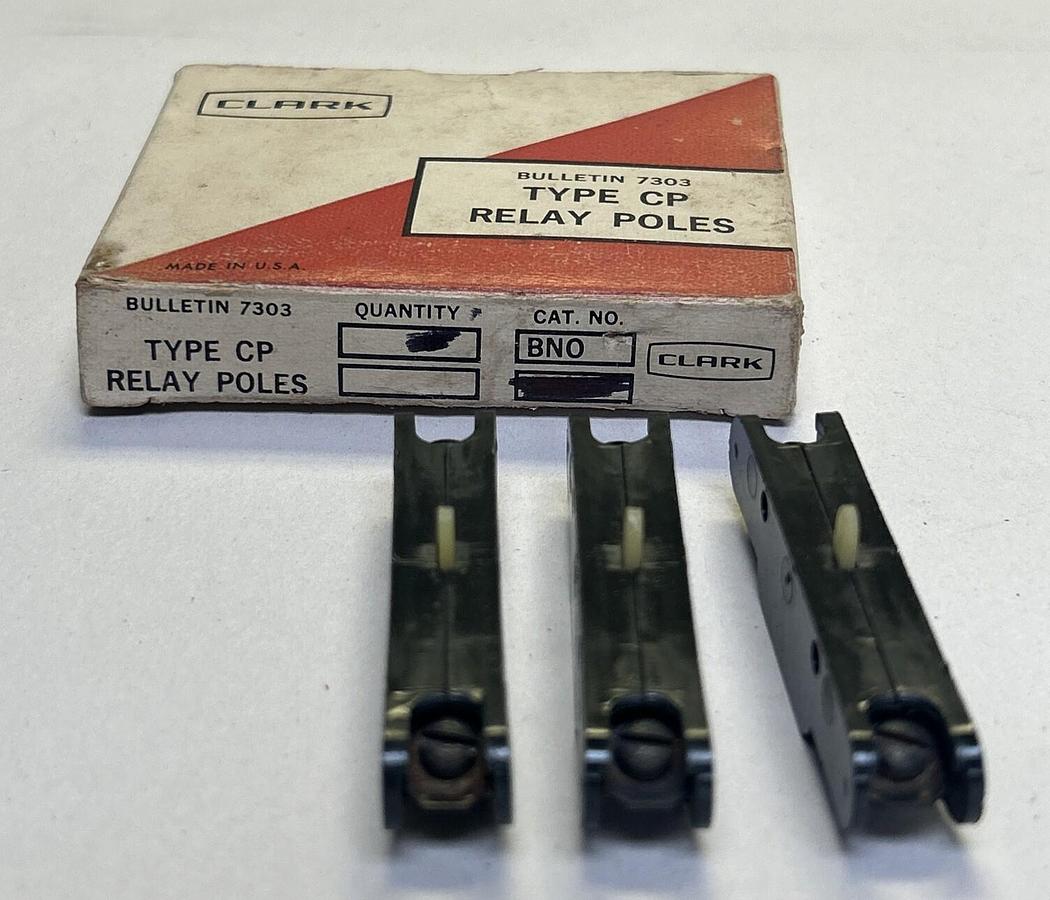 CLARK
BULLETIN 7303
TYPE CP
RELAY POLES
MADE IN U.S.A.
BULLETIN 7303
TYPE CP
RELAY POLES
QUANTITY
CAT. NO.
BNO
CLARK